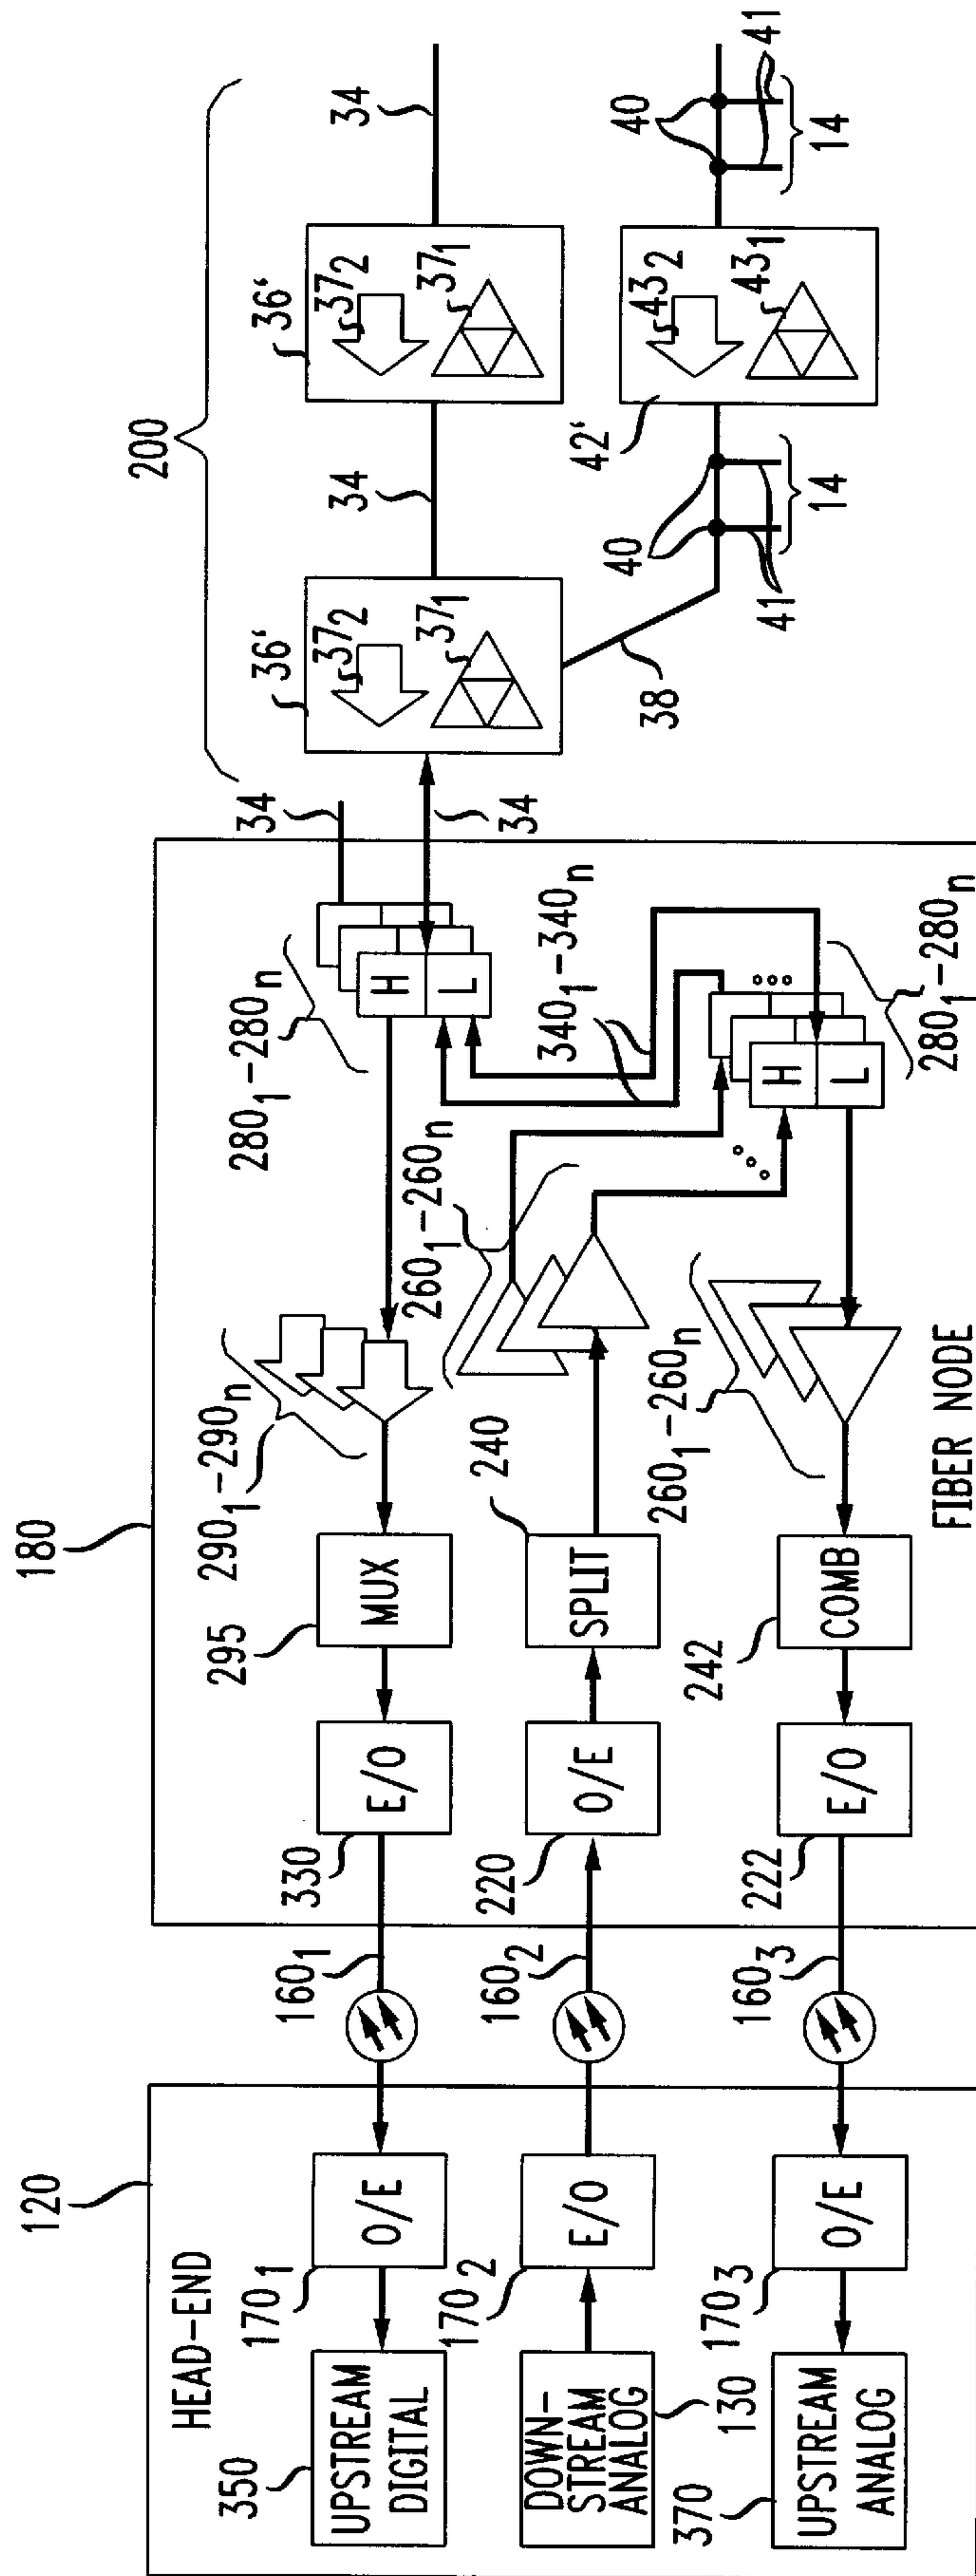 120
HEAD-END
350
UPSTREAM
DIGITAL
170₁
O/E
DOWN-
STREAM
ANALOG
130
170₂
E/O
370
UPSTREAM
ANALOG
170₃
O/E
160₁
160₂
160₃
180
330
E/O
295
MUX
290₁-290ₙ
280₁-280ₙ
H
L
220
O/E
240
SPLIT
260₁-260ₙ
340₁-340ₙ
222
E/O
242
COMB
260₁-260ₙ
H
L
280₁-280ₙ
FIBER NODE
200
34
34
36'
37₂
37₁
34
36'
37₂
37₁
34
38
40
41
14
42'
43₂
43₁
40
41
14